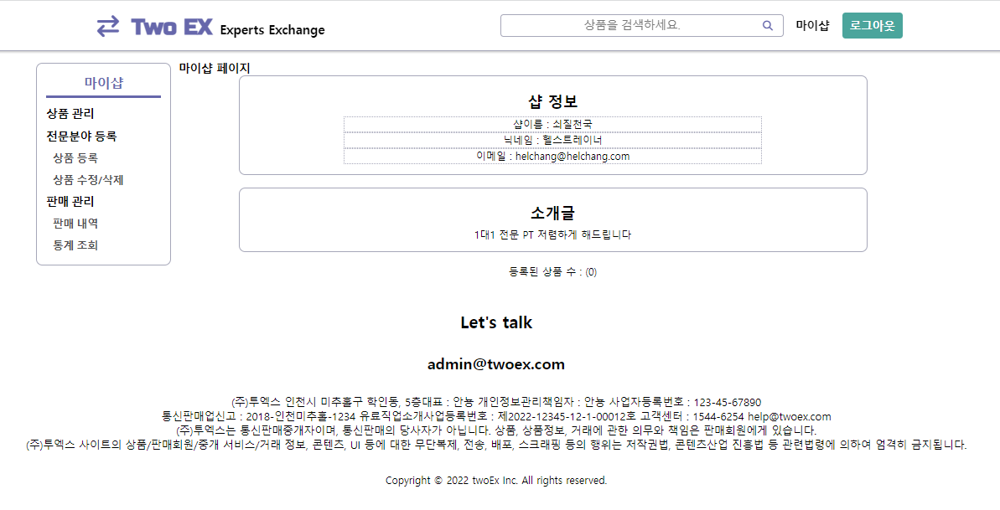 Two EX Experts Exchange
상품을 검색하세요.
마이샵
로그아웃
마이샵
상품 관리
전문분야 등록
상품 등록
상품 수정/삭제
판매 관리
판매 내역
통계 조회
마이샵 페이지
샵 정보
샵이름 : 쇠질천국
닉네임 : 헬스트레이너
이메일 : helchang@helchang.com
소개글
1대1 전문 PT 저렴하게 해드립니다
등록된 상품 수 : (0)
Let's talk
admin@twoex.com
(주)투엑스 인천시 미추홀구 학인동, 5층대표 : 안뇽 개인정보관리책임자 : 안뇽 사업자등록번호 : 123-45-67890
통신판매업신고 : 2018-인천미추홀-1234 유료직업소개사업등록번호 : 제2022-12345-12-1-00012호 고객센터 : 1544-6254 help@twoex.com
(주)투엑스는 통신판매중개자이며, 통신판매의 당사자가 아닙니다. 상품, 상품정보, 거래에 관한 의무와 책임은 판매회원에게 있습니다.
(주)투엑스 사이트의 상품/판매회원/중개 서비스/거래 정보, 콘텐츠, UI 등에 대한 무단복제, 전송, 배포, 스크래핑 등의 행위는 저작권법, 콘텐츠산업 진흥법 등 관련법령에 의하여 엄격히 금지됩니다.
Copyright © 2022 twoEx Inc. All rights reserved.